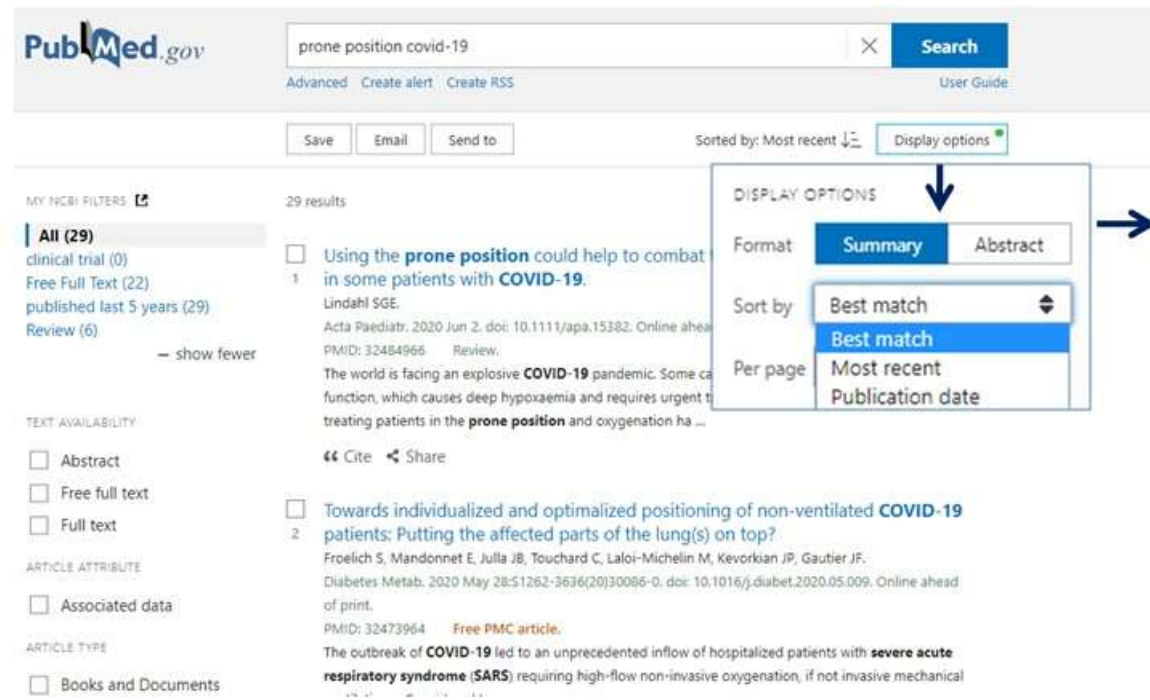 PubMed.gov
prone position covid-19
Search
Advanced Create alert Create RSS
User Guide
Save Email Send to
Sorted by: Most recent Display options
MY NCBI FILTERS
All (29)
clinical trial (0)
Free Full Text (22)
published last 5 years (29)
Review (6)
— show fewer
TEXT AVAILABILITY
Abstract
Free full text
Full text
ARTICLE ATTRIBUTE
Associated data
ARTICLE TYPE
Books and Documents
29 results
1
Using the prone position could help to combat
in some patients with COVID-19.
Lindahl SGE.
Acta Paediatr. 2020 Jun 2. doi: 10.1111/apa.15382. Online
PMID: 32484966 Review.
The world is facing an explosive COVID-19 pandemic. Some
function, which causes deep hypoxaemia and requires urgent
treating patients in the prone position and oxygenation ha ...
Cite Share
2
Towards individualized and optimalized positioning of non-ventilated COVID-19
patients: Putting the affected parts of the lung(s) on top?
Froelich S, Mandonnet E, Julla JB, Touchard C, Laloi-Michelin M, Kevorkian JP, Gautier JF.
Diabetes Metab. 2020 May 28:S1262-3636(20)30086-0. doi: 10.1016/j.diabet.2020.05.009. Online ahead
of print.
PMID: 32473964 Free PMC article.
The outbreak of COVID-19 led to an unprecedented inflow of hospitalized patients with severe acute
respiratory syndrome (SARS) requiring high-flow non-invasive oxygenation, if not invasive mechanical
DISPLAY OPTIONS
Format Summary Abstract
Sort by Best match
Best match
Per page Most recent
Publication date